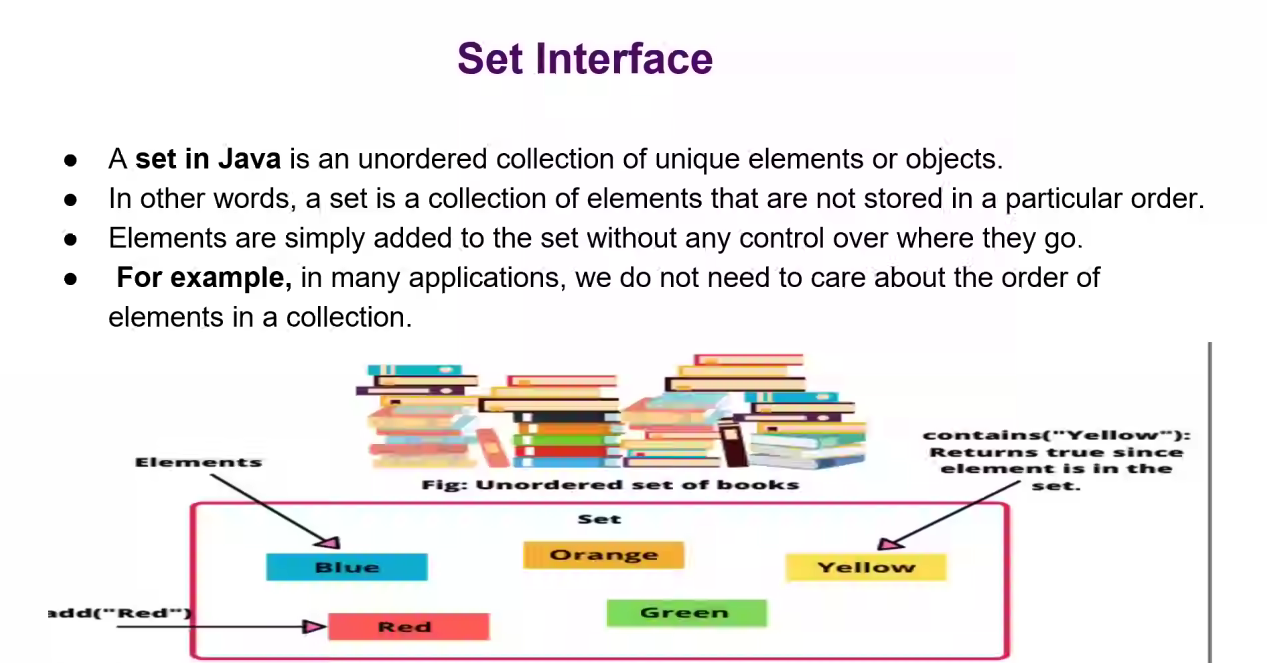 Set Interface
● A set in Java is an unordered collection of unique elements or objects.
● In other words, a set is a collection of elements that are not stored in a particular order.
● Elements are simply added to the set without any control over where they go.
● For example, in many applications, we do not need to care about the order of
elements in a collection.
Fig: Unordered set of books
Elements
contains("Yellow"):
Returns true since
element is in the
set.
Set
Blue
Orange
Yellow
add("Red")
Red
Green